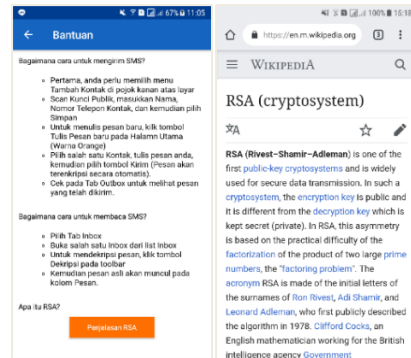 67% 11:05
Bantuan
Bagaimana cara untuk mengirim SMS?
Pertama, anda perlu memilih menu
Tambah Kontak di pojok kanan atas layar
Scan Kunci Publik, masukkan Nama,
Nomor Telepon Kontak, dan kemudian pilih
Simpan
Untuk menulis pesan baru, klik tombol
Tulis Pesan baru pada Halamn Utama
(Warna Orange)
Pilih salah satu Kontak, tulis pesan anda,
kemudian pilih tombol Kirim (Pesan akan
terenkripsi secara otomatis).
Cek pada Tab Outbox untuk melihat pesan
yang telah dikirim.
Bagaimana cara untuk membaca SMS?
Pilih Tab Inbox
Buka salah satu Inbox dari list Inbox
Untuk mendekripsi pesan, klik tombol
Dekripsi pada toolbar
Kemudian pesan asli akan muncul pada
kolom Pesan.
Apa itu RSA?
Penjelasan RSA
100% 15:18
https://en.m.wikipedia.org
WIKIPEDIA
RSA (cryptosystem)
RSA (Rivest–Shamir–Adleman) is one of the
first public-key cryptosystems and is widely
used for secure data transmission. In such a
cryptosystem, the encryption key is public and
it is different from the decryption key which is
kept secret (private). In RSA, this asymmetry
is based on the practical difficulty of the
factorization of the product of two large prime
numbers, the "factoring problem". The
acronym RSA is made of the initial letters of
the surnames of Ron Rivest, Adi Shamir, and
Leonard Adleman, who first publicly described
the algorithm in 1978. Clifford Cocks, an
English mathematician working for the British
intelligence agency Government